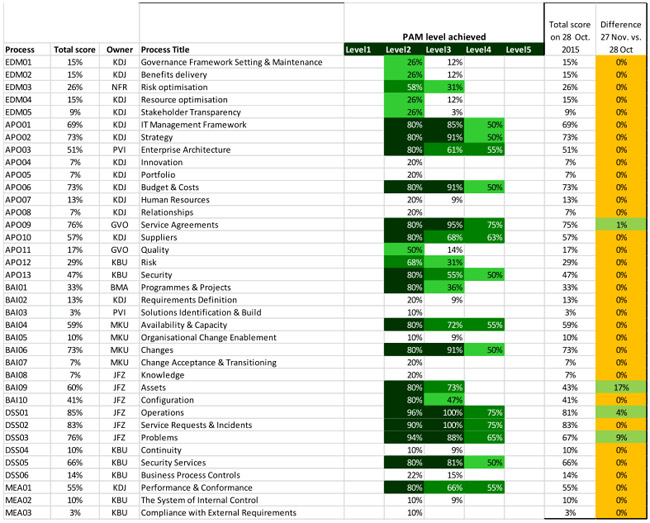 PAM level achieved
Total score on 28 Oct. 2015
Difference 27 Nov. vs. 28 Oct
Process Total score Owner Process Title Level1 Level2 Level3 Level4 Level5
EDM01 15% KDJ Governance Framework Setting & Maintenance 26% 12% 15% 0%
EDM02 15% KDJ Benefits delivery 26% 12% 15% 0%
EDM03 26% NFR Risk optimisation 58% 31% 26% 0%
EDM04 15% KDJ Resource optimisation 26% 12% 15% 0%
EDM05 9% KDJ Stakeholder Transparency 26% 3% 9% 0%
APO01 69% KDJ IT Management Framework 80% 85% 50% 69% 0%
APO02 73% KDJ Strategy 80% 91% 50% 73% 0%
APO03 51% PVI Enterprise Architecture 80% 61% 55% 51% 0%
APO04 7% KDJ Innovation 20% 7% 0%
APO05 7% KDJ Portfolio 20% 7% 0%
APO06 73% KDJ Budget & Costs 80% 91% 50% 73% 0%
APO07 13% KDJ Human Resources 20% 9% 13% 0%
APO08 7% KDJ Relationships 20% 7% 0%
APO09 76% GVO Service Agreements 80% 95% 75% 75% 1%
APO10 57% KDJ Suppliers 80% 68% 63% 57% 0%
APO11 17% GVO Quality 50% 14% 17% 0%
APO12 29% KBU Risk 68% 31% 29% 0%
APO13 47% KBU Security 80% 55% 50% 47% 0%
BAI01 33% BMA Programmes & Projects 80% 36% 33% 0%
BAI02 13% KDJ Requirements Definition 20% 9% 13% 0%
BAI03 3% PVI Solutions Identification & Build 10% 3% 0%
BAI04 59% MKU Availability & Capacity 80% 72% 55% 59% 0%
BAI05 10% MKU Organisational Change Enablement 10% 9% 10% 0%
BAI06 73% MKU Changes 80% 91% 50% 73% 0%
BAI07 7% MKU Change Acceptance & Transitioning 20% 7% 0%
BAI08 7% JFZ Knowledge 20% 7% 0%
BAI09 60% JFZ Assets 80% 73% 43% 17%
BAI10 41% JFZ Configuration 80% 47% 41% 0%
DSS01 85% JFZ Operations 96% 100% 75% 81% 4%
DSS02 83% JFZ Service Requests & Incidents 90% 100% 75% 83% 0%
DSS03 76% JFZ Problems 94% 88% 65% 67% 9%
DSS04 10% KBU Continuity 10% 9% 10% 0%
DSS05 66% KBU Security Services 80% 81% 50% 66% 0%
DSS06 14% KBU Business Process Controls 22% 15% 14% 0%
MEA01 55% KDJ Performance & Conformance 80% 66% 55% 55% 0%
MEA02 10% KBU The System of Internal Control 10% 9% 10% 0%
MEA03 3% KBU Compliance with External Requirements 10% 3% 0%